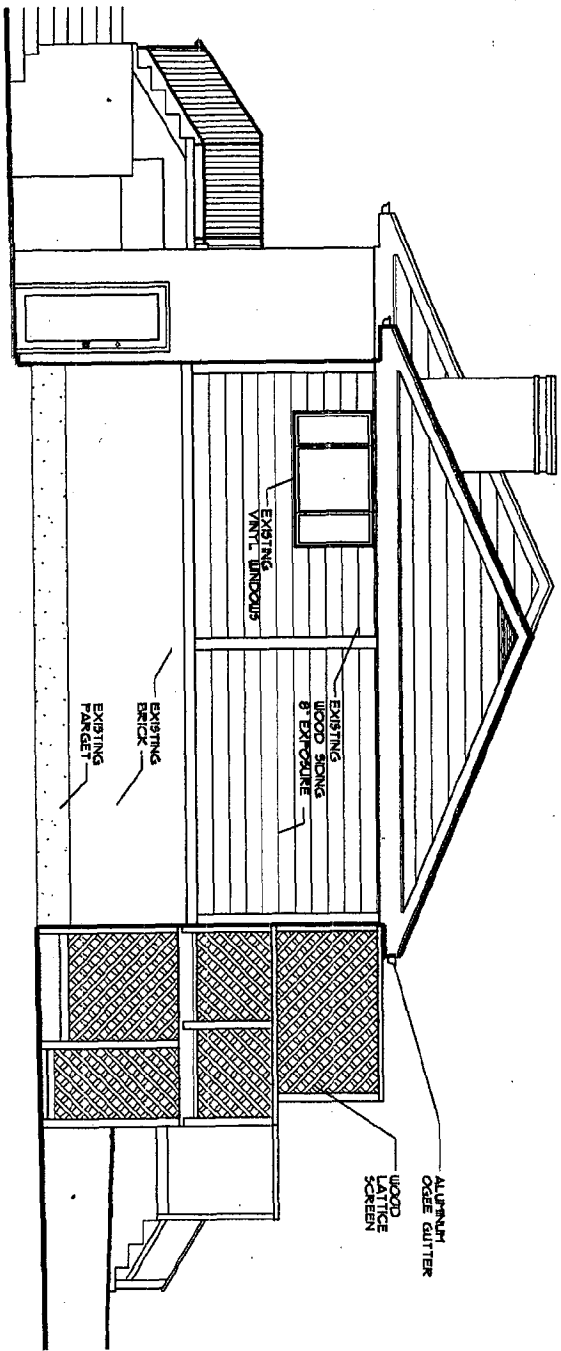 ALUMINUM
OGEE GUTTER
WOOD
LATTICE
SCREEN
EXISTING
WOOD SIDING
8" EXPOSURE
EXISTING
VINYL WINDOWS
EXISTING
BRICK
EXISTING
PARGET